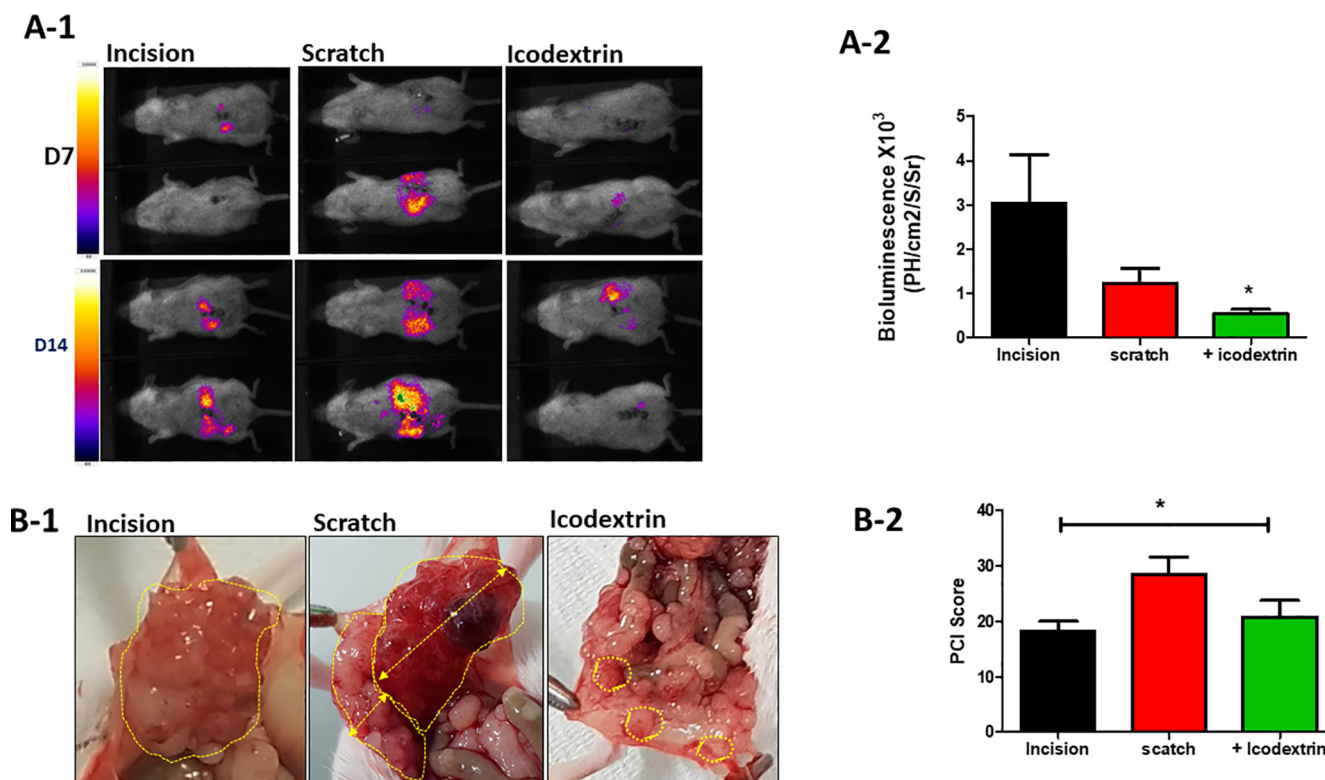 A-1
Incision Scratch Icodextrin
D7
D14
A-2
Bioluminescence X10³
(PH/cm2/S/Sr)
5
4
3
2
1
0
*
Incision scratch + icodextrin
B-1
Incision Scratch Icodextrin
B-2
PCI Score
40
30
20
10
0
*
Incision scatch + Icodextrin